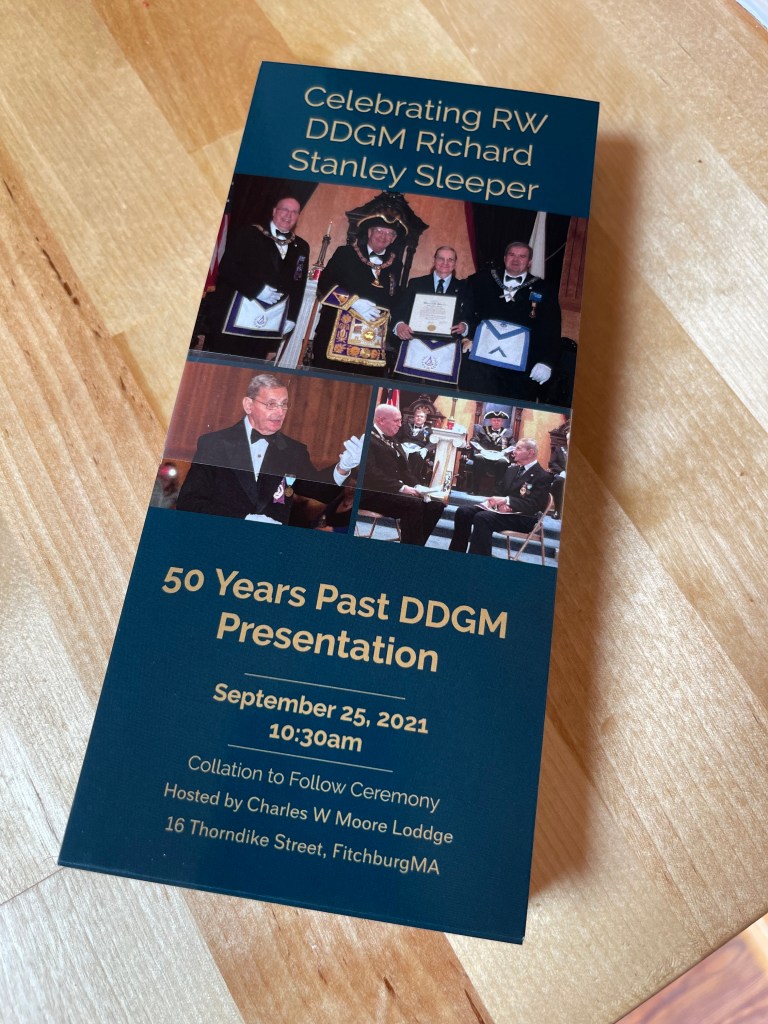 Celebrating RW
DDGM Richard
Stanley Sleeper
50 Years Past DDGM
Presentation
September 25, 2021
10:30am
Collation to Follow Ceremony
Hosted by Charles W Moore Loddge
16 Thorndike Street, FitchburgMA